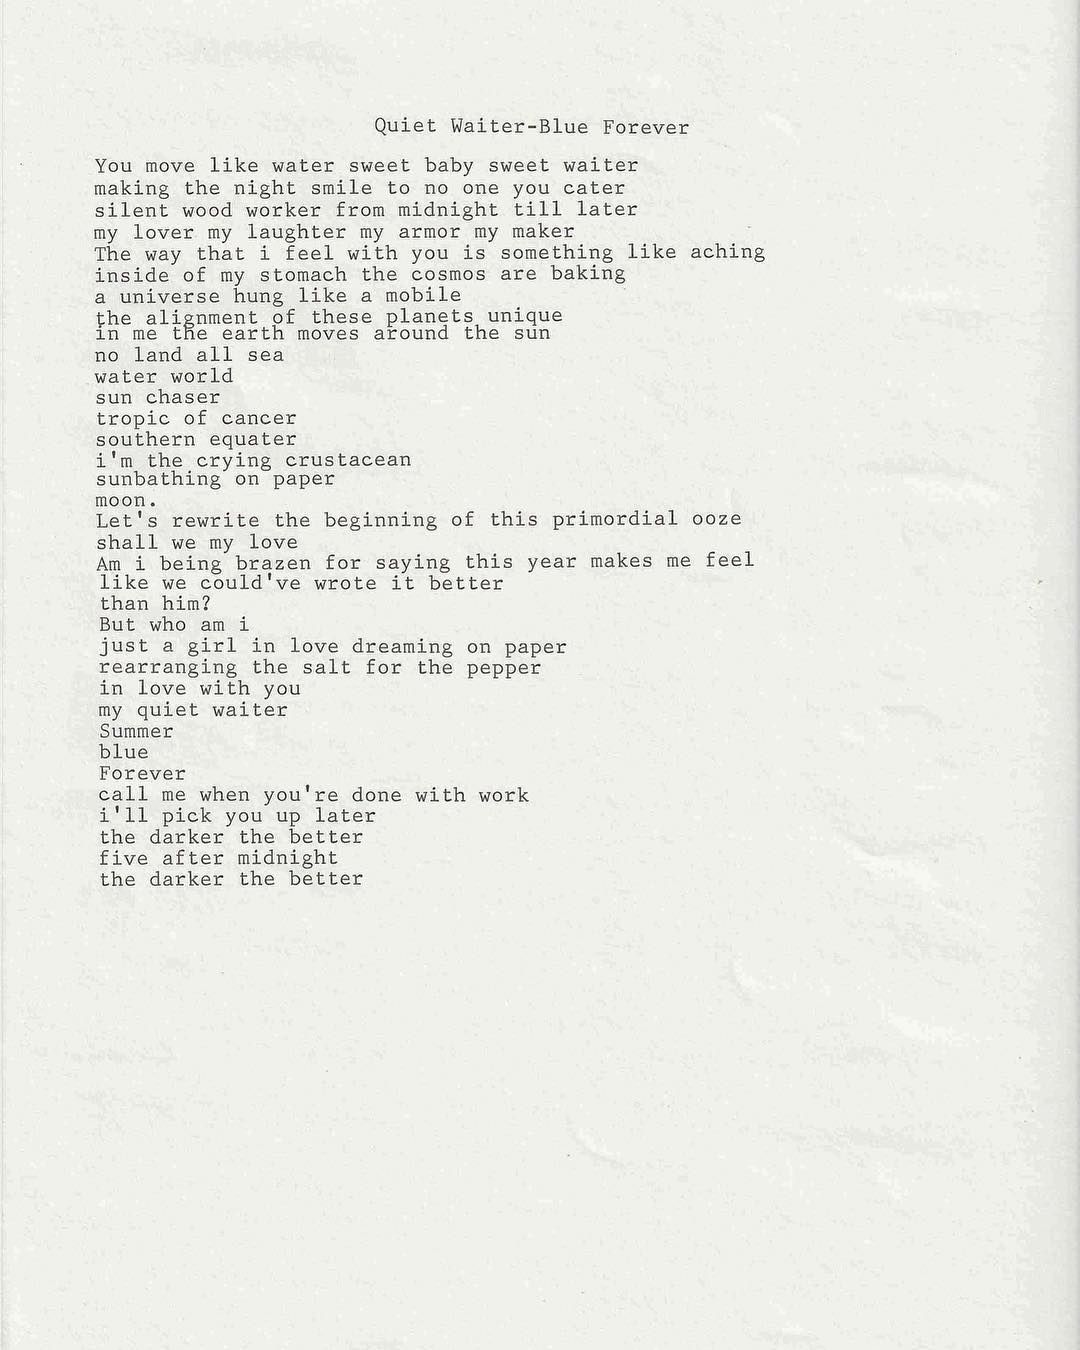 Quiet Waiter-Blue Forever
You move like water sweet baby sweet waiter
making the night smile to no one you cater
silent wood worker from midnight till later
my lover my laughter my armor my maker
The way that i feel with you is something like aching
inside of my stomach the cosmos are baking
a universe hung like a mobile
the alignment of these planets unique
in me the earth moves around the sun
no land all sea
water world
sun chaser
tropic of cancer
southern equater
i'm the crying crustacean
sunbathing on paper
moon.
Let's rewrite the beginning of this primordial ooze
shall we my love
Am i being brazen for saying this year makes me feel
like we could've wrote it better
than him?
But who am i
just a girl in love dreaming on paper
rearranging the salt for the pepper
in love with you
my quiet waiter
Summer
blue
Forever
call me when you're done with work
i'll pick you up later
the darker the better
five after midnight
the darker the better